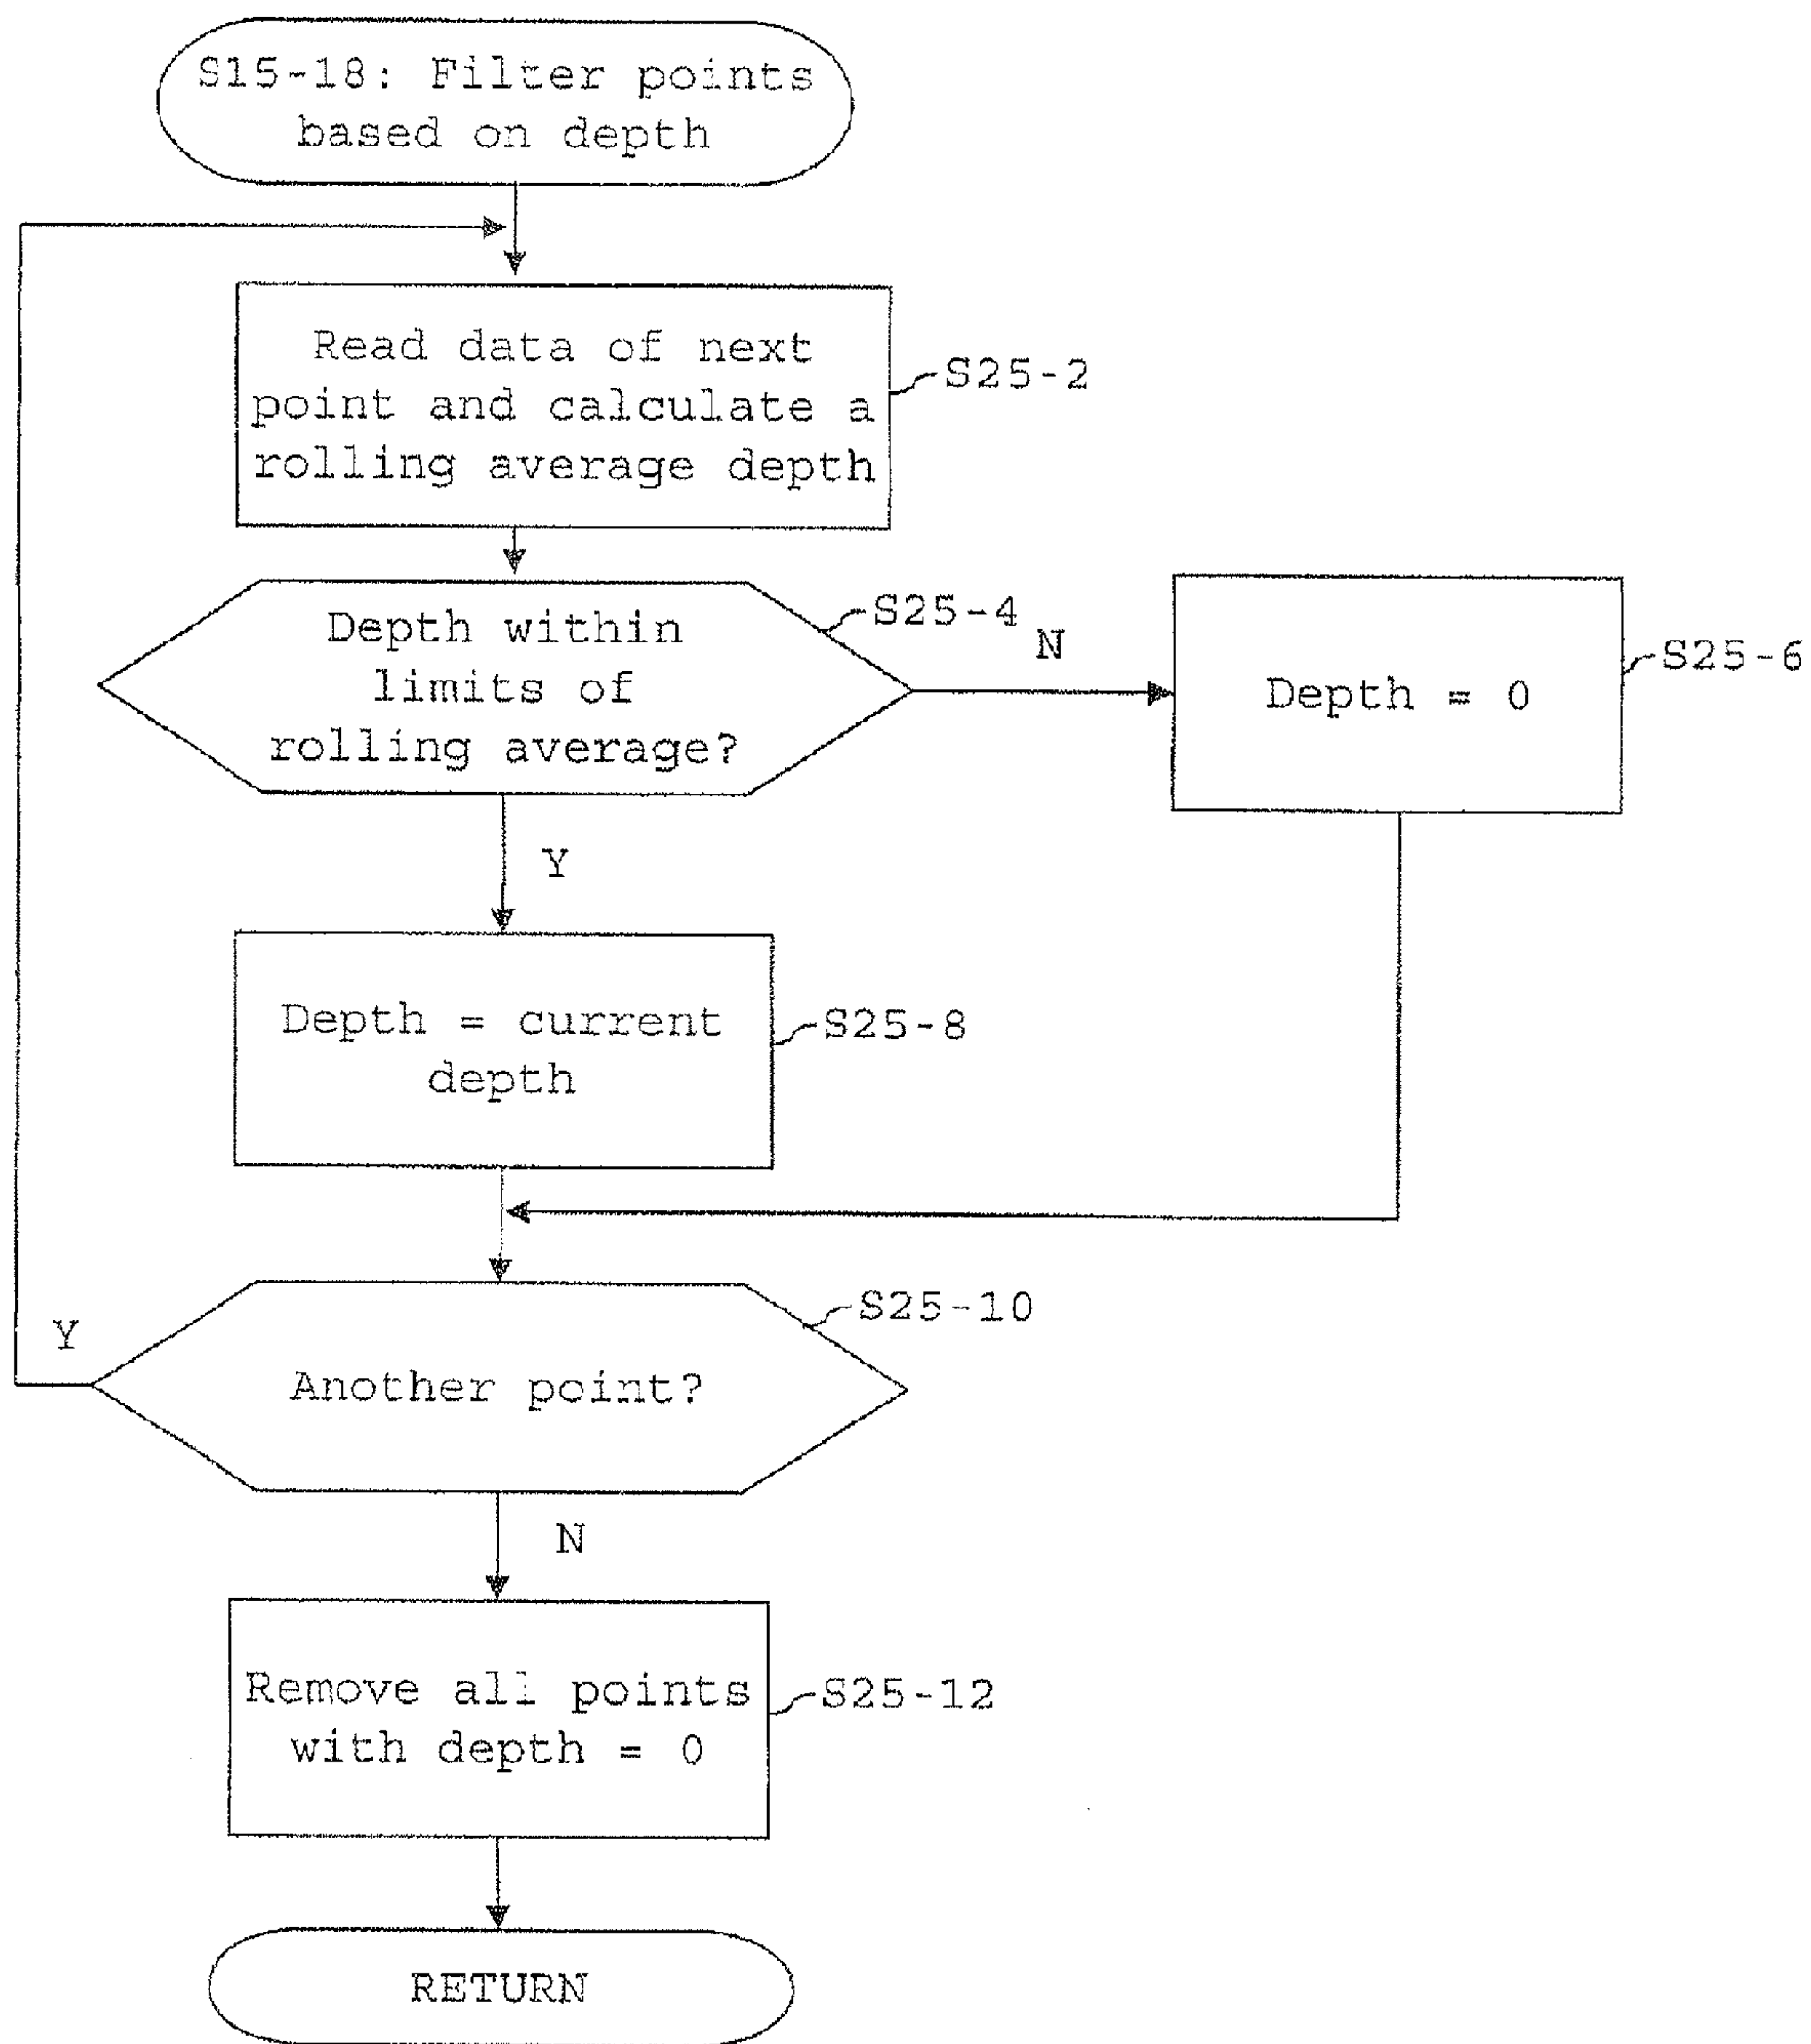 S15-18: Filter points
based on depth
Read data of next
point and calculate a
rolling average depth
S25-2
Depth within
limits of
rolling average?
S25-4
N
Depth = 0
S25-6
Y
Depth = current
depth
S25-8
Another point?
S25-10
Y
N
Remove all points
with depth = 0
S25-12
RETURN